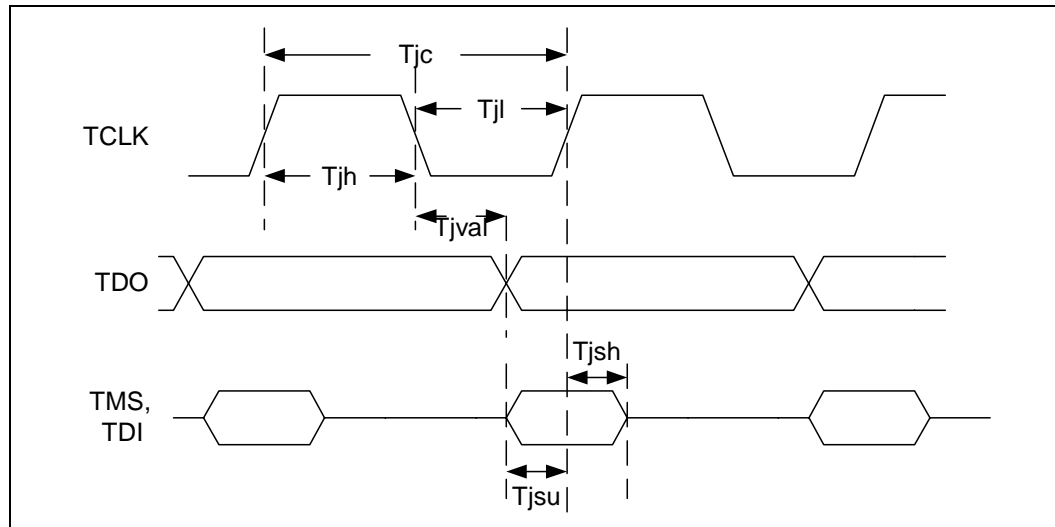 Tjc
Tjl
TCLK
Tjh
Tjval
TDO
Tjsh
TMS,
TDI
Tjsu